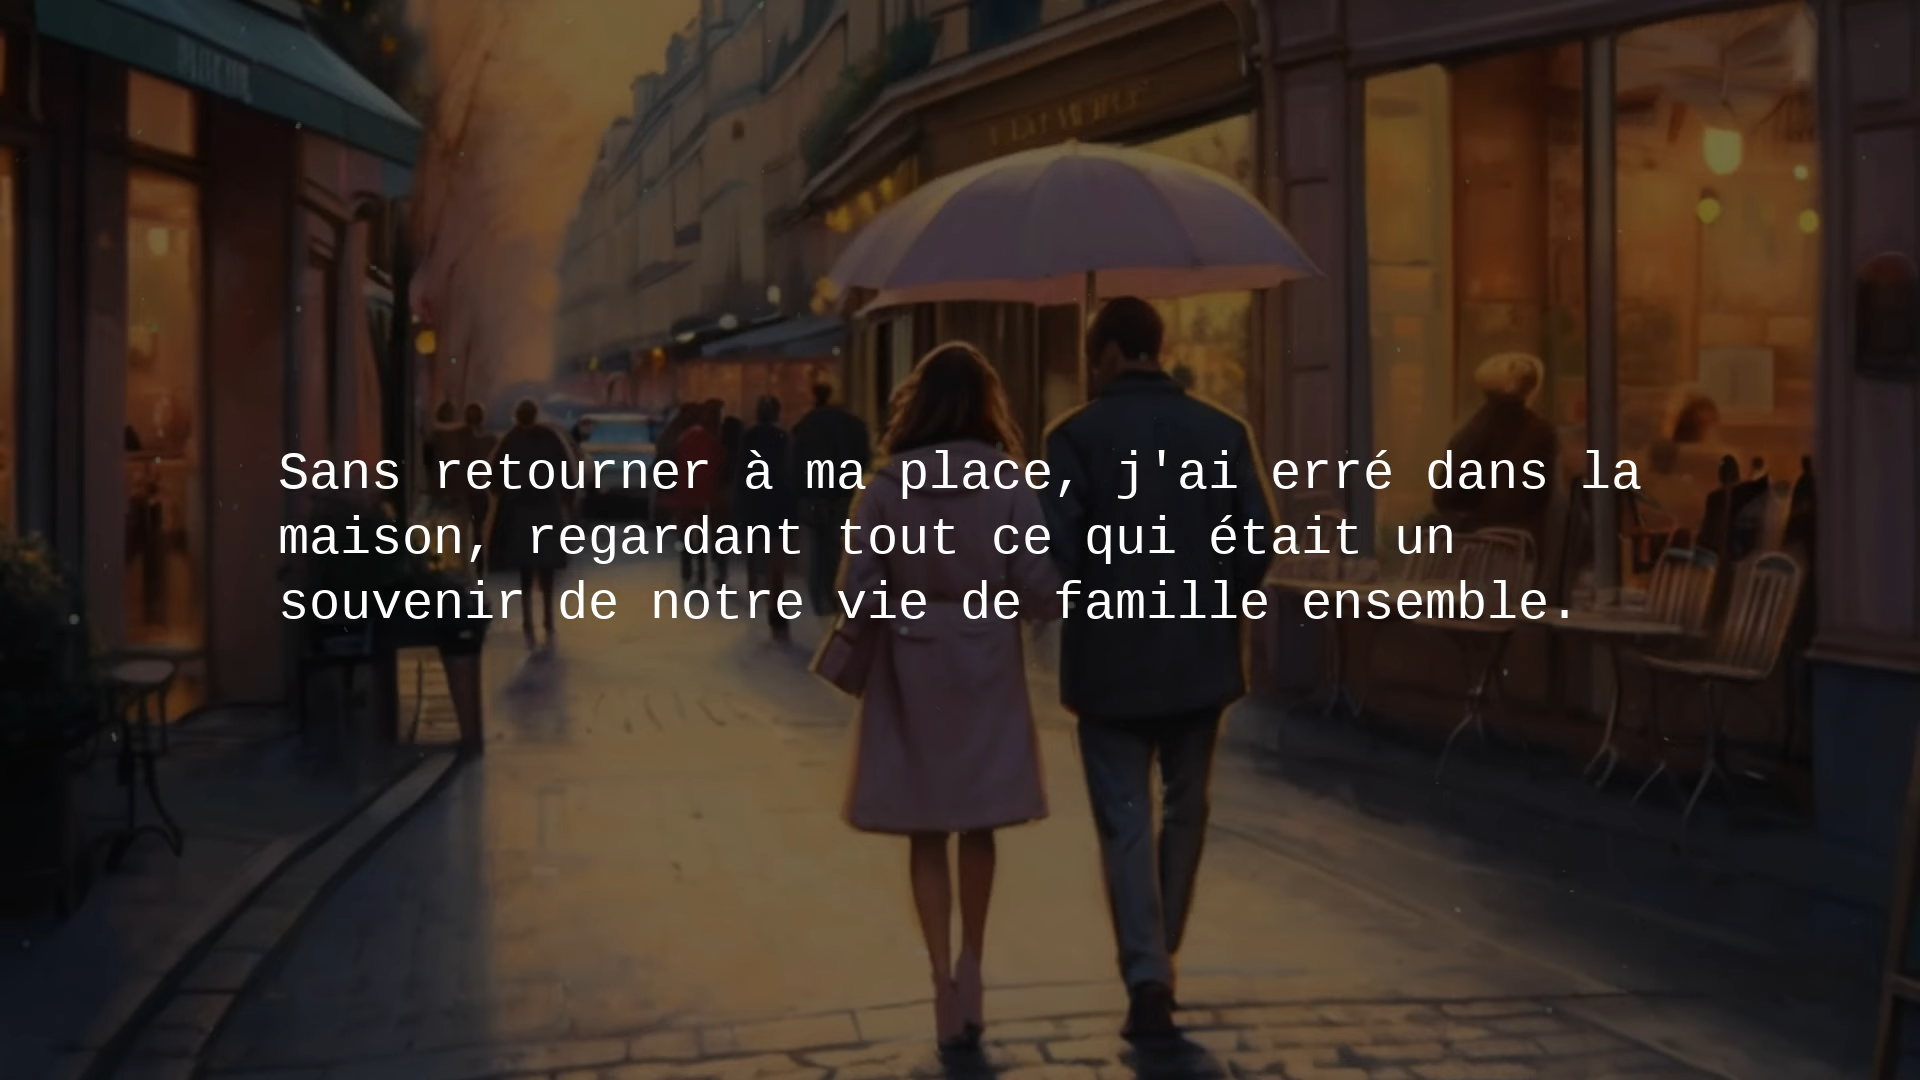 Sans retourner à ma place, j'ai erré dans la
maison, regardant tout ce qui était un
souvenir de notre vie de famille ensemble.